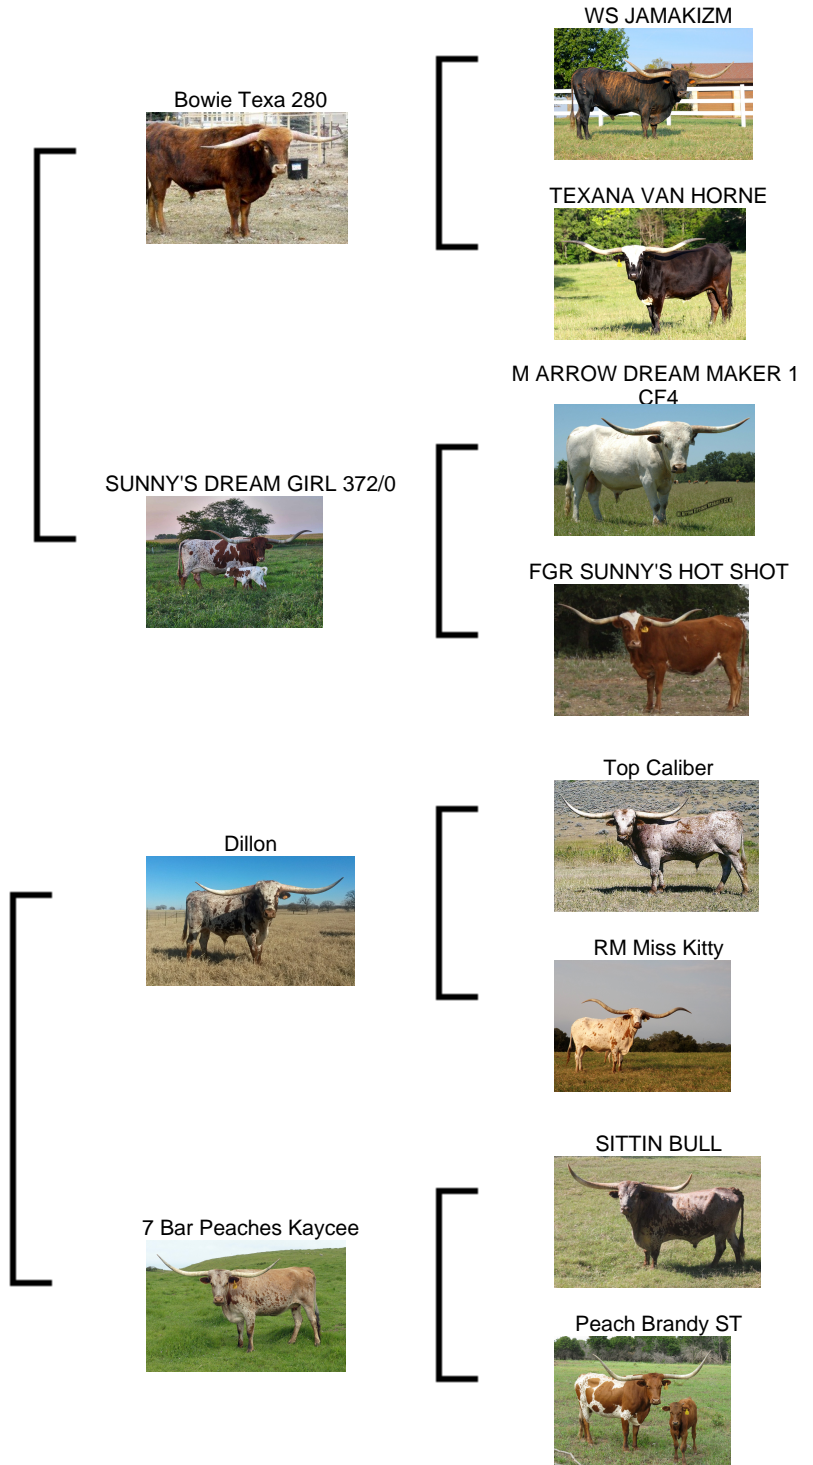 WS JAMAKIZM
Bowie Texa 280
TEXANA VAN HORNE
M ARROW DREAM MAKER 1
CF4
SUNNY'S DREAM GIRL 372/0
FGR SUNNY'S HOT SHOT
Top Caliber
Dillon
RM Miss Kitty
SITTIN BULL
7 Bar Peaches Kaycee
Peach Brandy ST